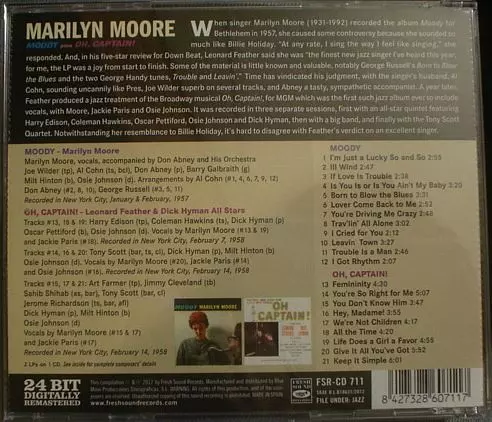 MARILYN MOORE
MOODY plus OH, CAPTAIN!
When singer Marilyn Moore (1931-1992) recorded the album Moody for
Bethlehem in 1957, she caused some controversy because she sounded so
much like Billie Holiday. "At any rate, I sing the way I feel like singing," she
responded. And, in his five-star review for Down Beat, Leonard Feather said she was "the finest new jazz singer I've heard this year,
for me, the LP was a joy from start to finish. Some of the material is little known and valuable, notably George Russell's Born to Blow
the Blues and the two George Handy tunes, Trouble and Leavin'." Time has vindicated his judgment, with the singer's husband, Al
Cohn, sounding uncannily like Pres, Joe Wilder superb on several tracks, and Abney a tasty, sympathetic accompanist. A year later,
Feather produced a jazz treatment of the Broadway musical Oh, Captain!, for MGM which was the first such jazz album ever to include
vocals, with Moore, Jackie Paris and Osie Johnson. It was recorded in three separate sessions, first with an all-star quintet featuring
Harry Edison, Coleman Hawkins, Oscar Pettiford, Osie Johnson and Dick Hyman, then with a big band, and finally with the Tony Scott
Quartet. Notwithstanding her resemblance to Billie Holiday, it's hard to disagree with Feather's verdict on an excellent singer.
MOODY - Marilyn Moore
Marilyn Moore, vocals, accompanied by Don Abney and His Orchestra
Joe Wilder (tp), Al Cohn (ts, bcl), Don Abney (p), Barry Galbraith (g)
Milt Hinton (b), Osie Johnson (d). Arrangements by Al Cohn (#1, 4, 6, 7, 9, 12)
Don Abney (#2, 8, 10), George Russell (#3, 5, 11)
Recorded in New York City, January & February, 1957
OH, CAPTAIN! - Leonard Feather & Dick Hyman All Stars
Tracks #13, 18 & 19: Harry Edison (tp), Coleman Hawkins (ts), Dick Hyman (p)
Oscar Pettiford (b), Osie Johnson (d). Vocals by Marilyn Moore (#13 & 19)
and Jackie Paris (#18). Recorded in New York City, February 7, 1958
Tracks #14, 16 & 20: Tony Scott (bar, ts, cl), Dick Hyman (p), Milt Hinton (b)
Osie Johnson (d). Vocals by Marilyn Moore (#20), Jackie Paris (#14)
and Osie Johnson (#16). Recorded in New York City, February 14, 1958
Tracks #15, 17 & 21: Art Farmer (tp), Jimmy Cleveland (tb)
Sahib Shihab (as, bar), Tony Scott (cl)
Jerome Richardson (ts, bar, afl)
Dick Hyman (p), Milt Hinton (b)
Osie Johnson (d)
Vocals by Marilyn Moore (#15 & 17)
and Jackie Paris (#17)
Recorded in New York City, February 14, 1958
2 LPs on 1 CD. See inside for complete composers' details.
MOODY MARILYN MOORE
OH CAPTAIN!
MOODY
1 I'm Just a Lucky So and So 2:55
2 Ill Wind 2:47
3 If Love Is Trouble 2:38
4 Is You Is or Is You Ain't My Baby 3:20
5 Born to Blow the Blues 3:31
6 Lover Come Back to Me 2:52
7 You're Driving Me Crazy 2:48
8 Trav'lin' All Alone 3:02
9 I Cried for You 2:12
10 Leavin' Town 3:27
11 Trouble Is a Man 2:46
12 I Got Rhythm 2:07
OH, CAPTAIN!
13 Femininity 4:30
14 You're So Right for Me 5:07
15 You Don't Know Him 3:47
16 Hey, Madame! 3:55
17 We're Not Children 4:17
18 All the Time 4:20
19 Life Does a Girl a Favor 4:55
20 Give It All You've Got 5:52
21 Keep It Simple 6:01
24 BIT
DIGITALLY
REMASTERED
www.freshsoundrecords.com
FRESH
SOUND
FSR-CD 711
FILE UNDER: JAZZ
8 427328 607117